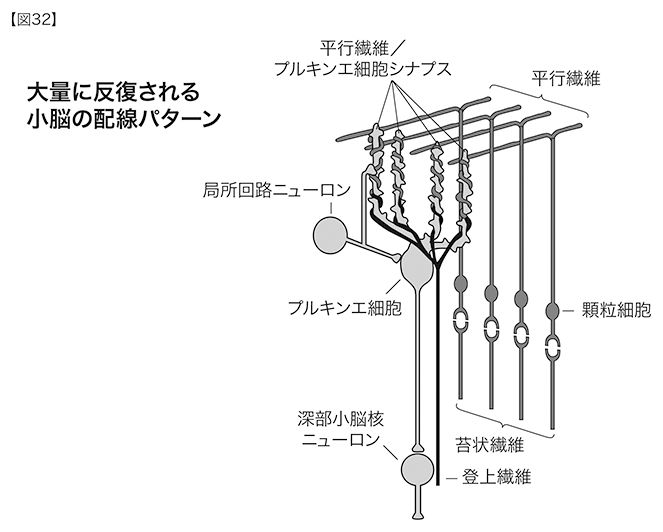 【図32】
大量に反復される
小脳の配線パターン
平行繊維／
プルキンエ細胞シナプス
平行繊維
局所回路ニューロン
プルキンエ細胞
顆粒細胞
深部小脳核
ニューロン
苔状繊維
登上繊維